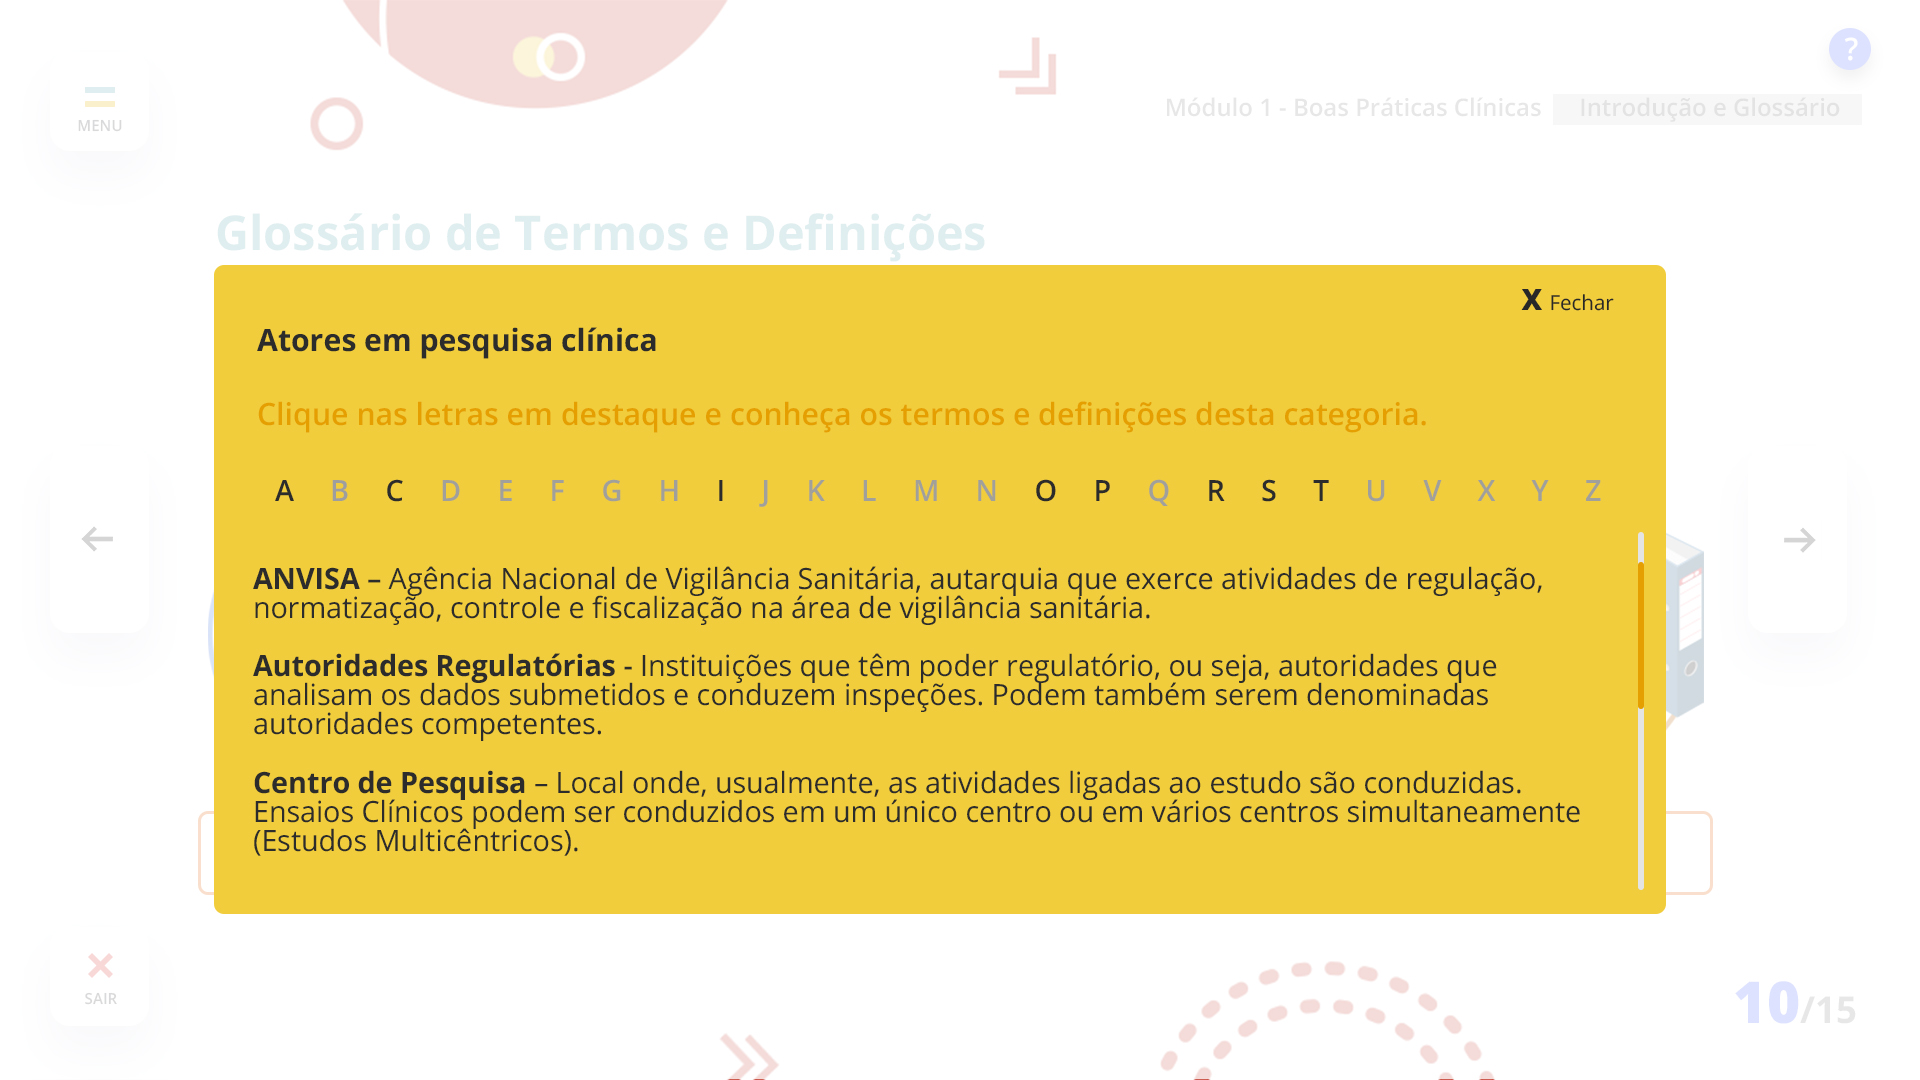 ?
MENU
Módulo 1 - Boas Práticas Clínicas Introdução e Glossário
Glossário de Termos e Definições
X Fechar
Atores em pesquisa clínica
Clique nas letras em destaque e conheça os termos e definições desta categoria.
A B C D E F G H I J K L M N O P Q R S T U V X Y Z
ANVISA – Agência Nacional de Vigilância Sanitária, autarquia que exerce atividades de regulação,
normatização, controle e fiscalização na área de vigilância sanitária.
Autoridades Regulatórias - Instituições que têm poder regulatório, ou seja, autoridades que
analisam os dados submetidos e conduzem inspeções. Podem também serem denominadas
autoridades competentes.
Centro de Pesquisa – Local onde, usualmente, as atividades ligadas ao estudo são conduzidas.
Ensaios Clínicos podem ser conduzidos em um único centro ou em vários centros simultaneamente
(Estudos Multicêntricos).
SAIR
10/15